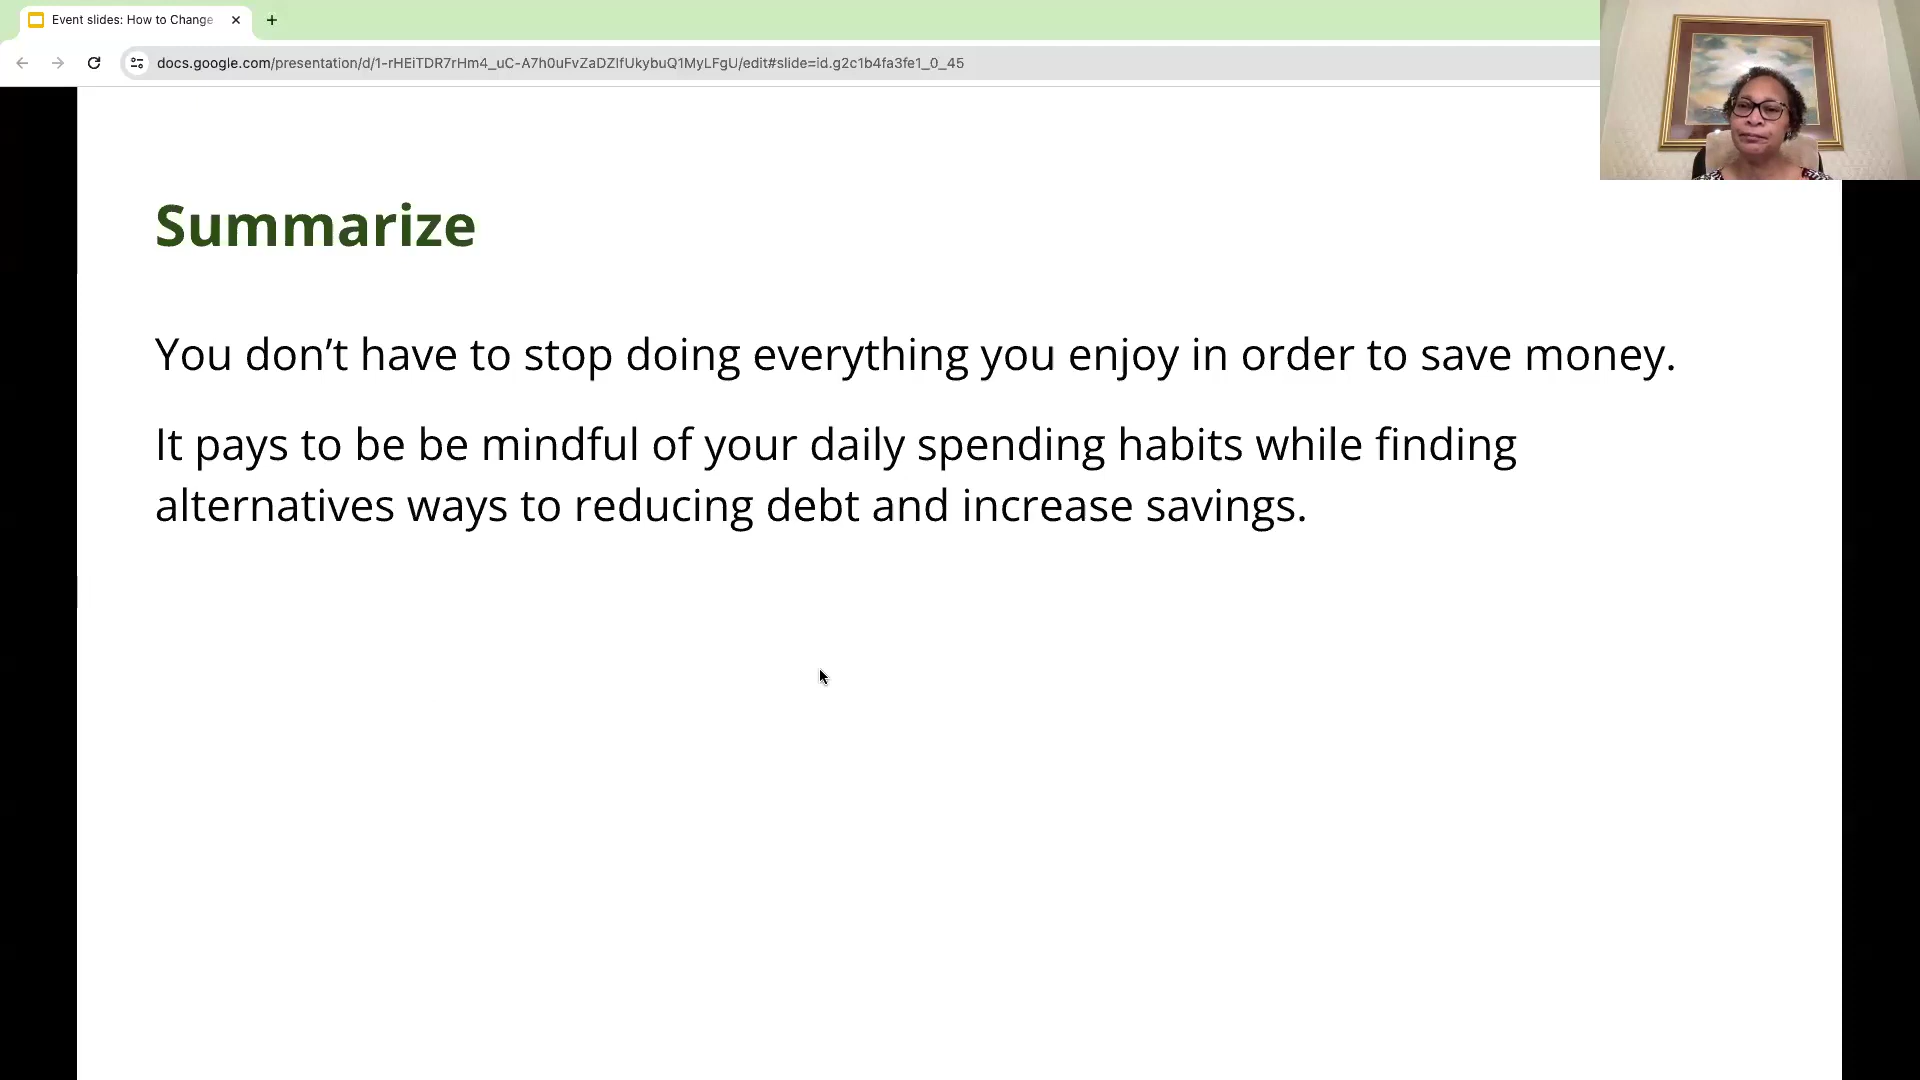 Event slides: How to Change
docs.google.com/presentation/d/1-rHEiTDR7rHm4_uC-A7h0uFvZaDZIfUkybuQ1MyLFgU/edit#slide=id.g2c1b4fa3fe1_0_45
Summarize
You don’t have to stop doing everything you enjoy in order to save money.
It pays to be be mindful of your daily spending habits while finding
alternatives ways to reducing debt and increase savings.